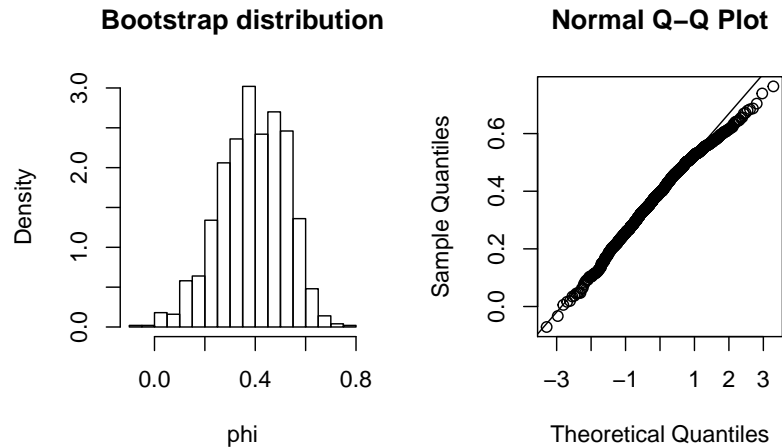 Bootstrap distribution
Density
0.0
1.0
2.0
3.0
0.0
0.4
0.8
phi
Normal Q−Q Plot
Sample Quantiles
0.0
0.2
0.4
0.6
−3
−1
1
2
3
Theoretical Quantiles